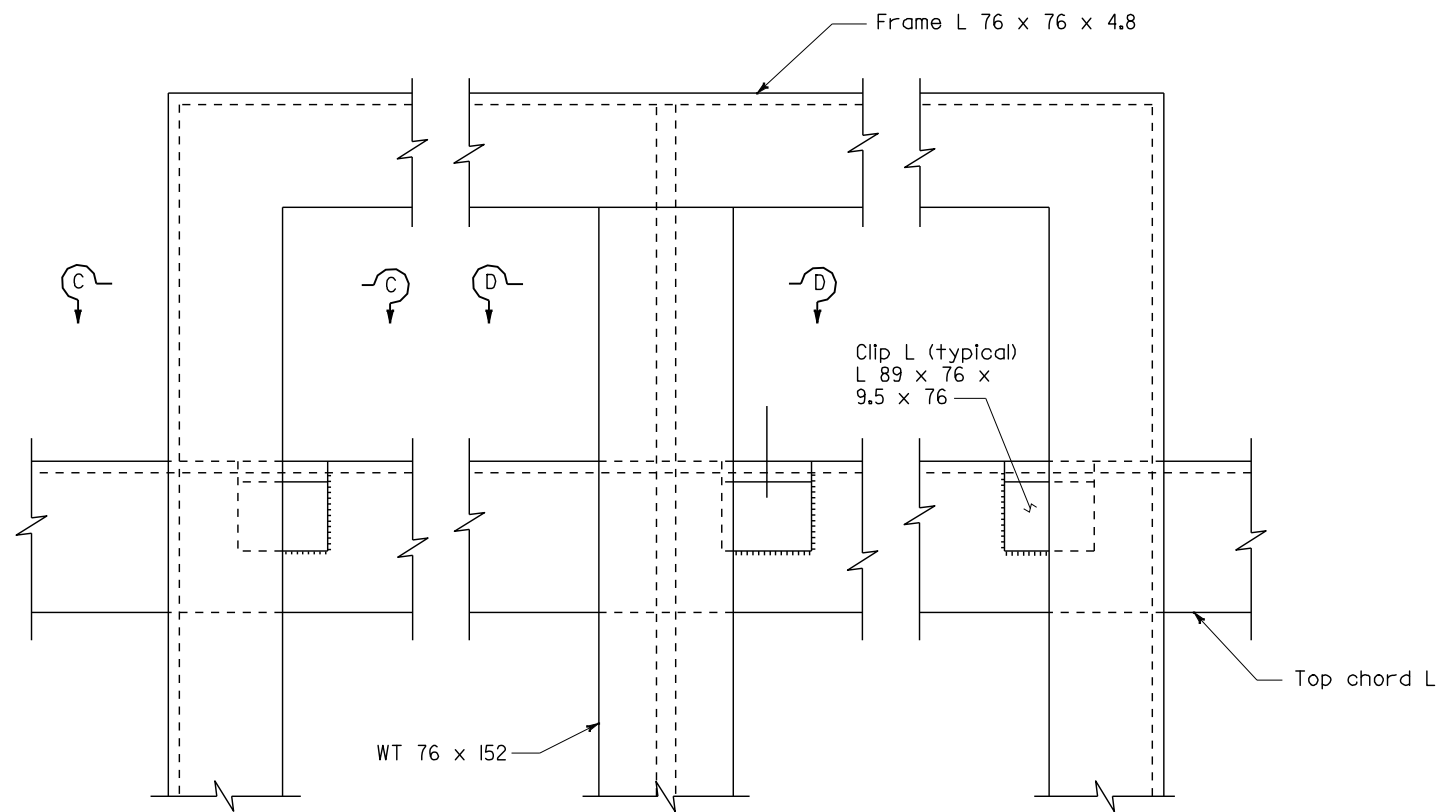 Frame L 76 x 76 x 4.8
C
C
D
D
Clip L (typical)
L 89 x 76 x
9.5 x 76
Top chord L
WT 76 x 152